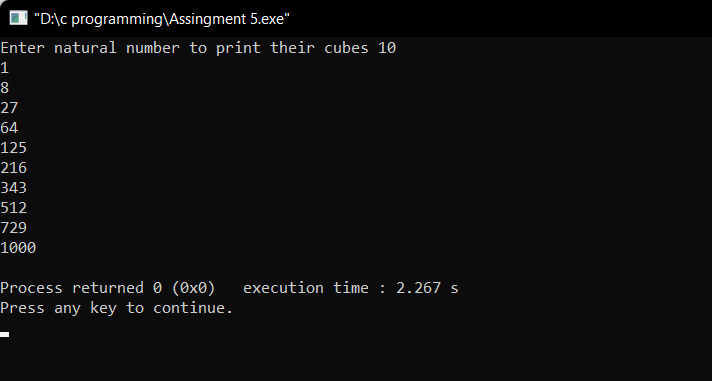 "D:\c programming\Assingment 5.exe"
Enter natural number to print their cubes 10
1
8
27
64
125
216
343
512
729
1000
Process returned 0 (0x0)   execution time : 2.267 s
Press any key to continue.